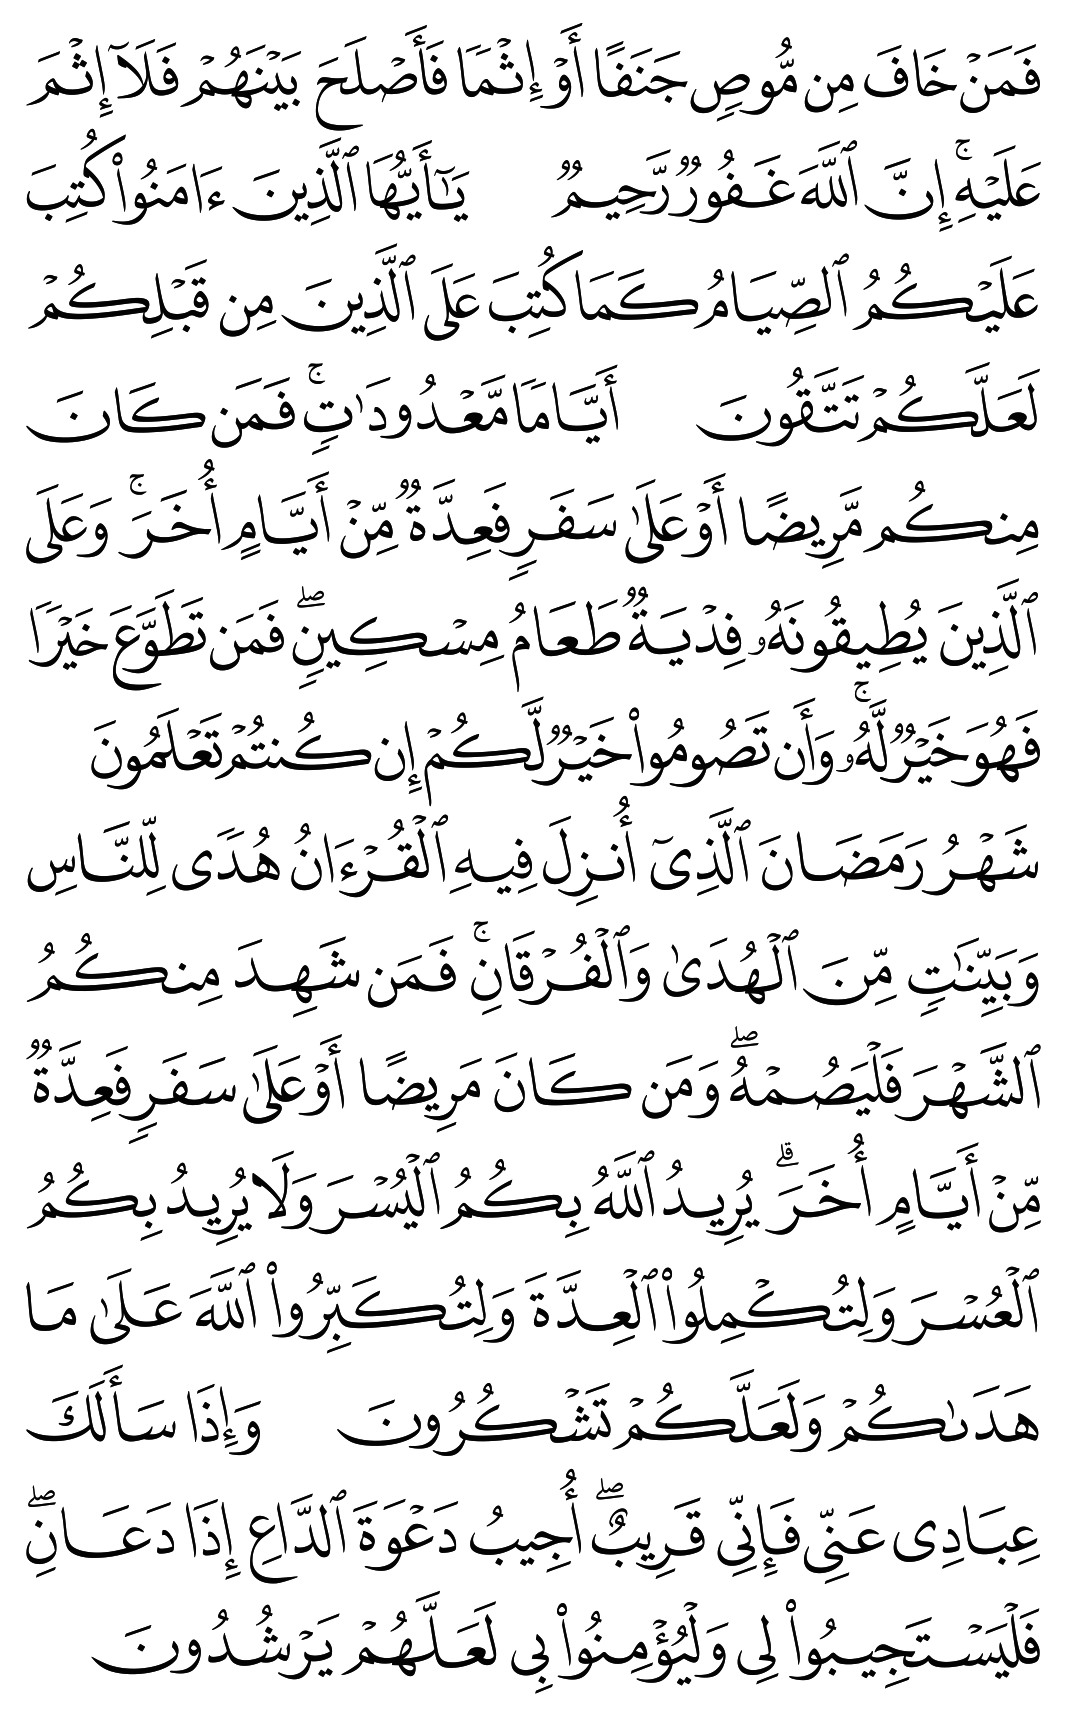 فَمَنْ خَافَ مِن مُّوصٍ جَنَفًا أَوْ إِثْمًا فَأَصْلَحَ بَيْنَهُمْ فَلَآ إِثْمَ
عَلَيْهِۚ إِنَّ ٱللَّهَ غَفُورٌ رَّحِيمٌ يَٰٓأَيُّهَا ٱلَّذِينَ ءَامَنُوا۟ كُتِبَ
عَلَيْكُمُ ٱلصِّيَامُ كَمَا كُتِبَ عَلَى ٱلَّذِينَ مِن قَبْلِكُمْ
لَعَلَّكُمْ تَتَّقُونَ أَيَّامًا مَّعْدُودَٰتٍۚ فَمَن كَانَ
مِنكُم مَّرِيضًا أَوْ عَلَىٰ سَفَرٍ فَعِدَّةٌ مِّنْ أَيَّامٍ أُخَرَۚ وَعَلَى
ٱلَّذِينَ يُطِيقُونَهُۥ فِدْيَةٌ طَعَامُ مِسْكِينٍۖ فَمَن تَطَوَّعَ خَيْرًا
فَهُوَ خَيْرٌ لَّهُۥۚ وَأَن تَصُومُوا۟ خَيْرٌ لَّكُمْ إِن كُنتُمْ تَعْلَمُونَ
شَهْرُ رَمَضَانَ ٱلَّذِىٓ أُنزِلَ فِيهِ ٱلْقُرْءَانُ هُدًى لِّلنَّاسِ
وَبَيِّنَٰتٍ مِّنَ ٱلْهُدَىٰ وَٱلْفُرْقَانِۚ فَمَن شَهِدَ مِنكُمُ
ٱلشَّهْرَ فَلْيَصُمْهُۖ وَمَن كَانَ مَرِيضًا أَوْ عَلَىٰ سَفَرٍ فَعِدَّةٌ
مِّنْ أَيَّامٍ أُخَرَۗ يُرِيدُ ٱللَّهُ بِكُمُ ٱلْيُسْرَ وَلَا يُرِيدُ بِكُمُ
ٱلْعُسْرَ وَلِتُكْمِلُوا۟ ٱلْعِدَّةَ وَلِتُكَبِّرُوا۟ ٱللَّهَ عَلَىٰ مَا
هَدَىٰكُمْ وَلَعَلَّكُمْ تَشْكُرُونَ وَإِذَا سَأَلَكَ
عِبَادِى عَنِّى فَإِنِّى قَرِيبٌۖ أُجِيبُ دَعْوَةَ ٱلدَّاعِ إِذَا دَعَانِۖ
فَلْيَسْتَجِيبُوا۟ لِى وَلْيُؤْمِنُوا۟ بِى لَعَلَّهُمْ يَرْشُدُونَ